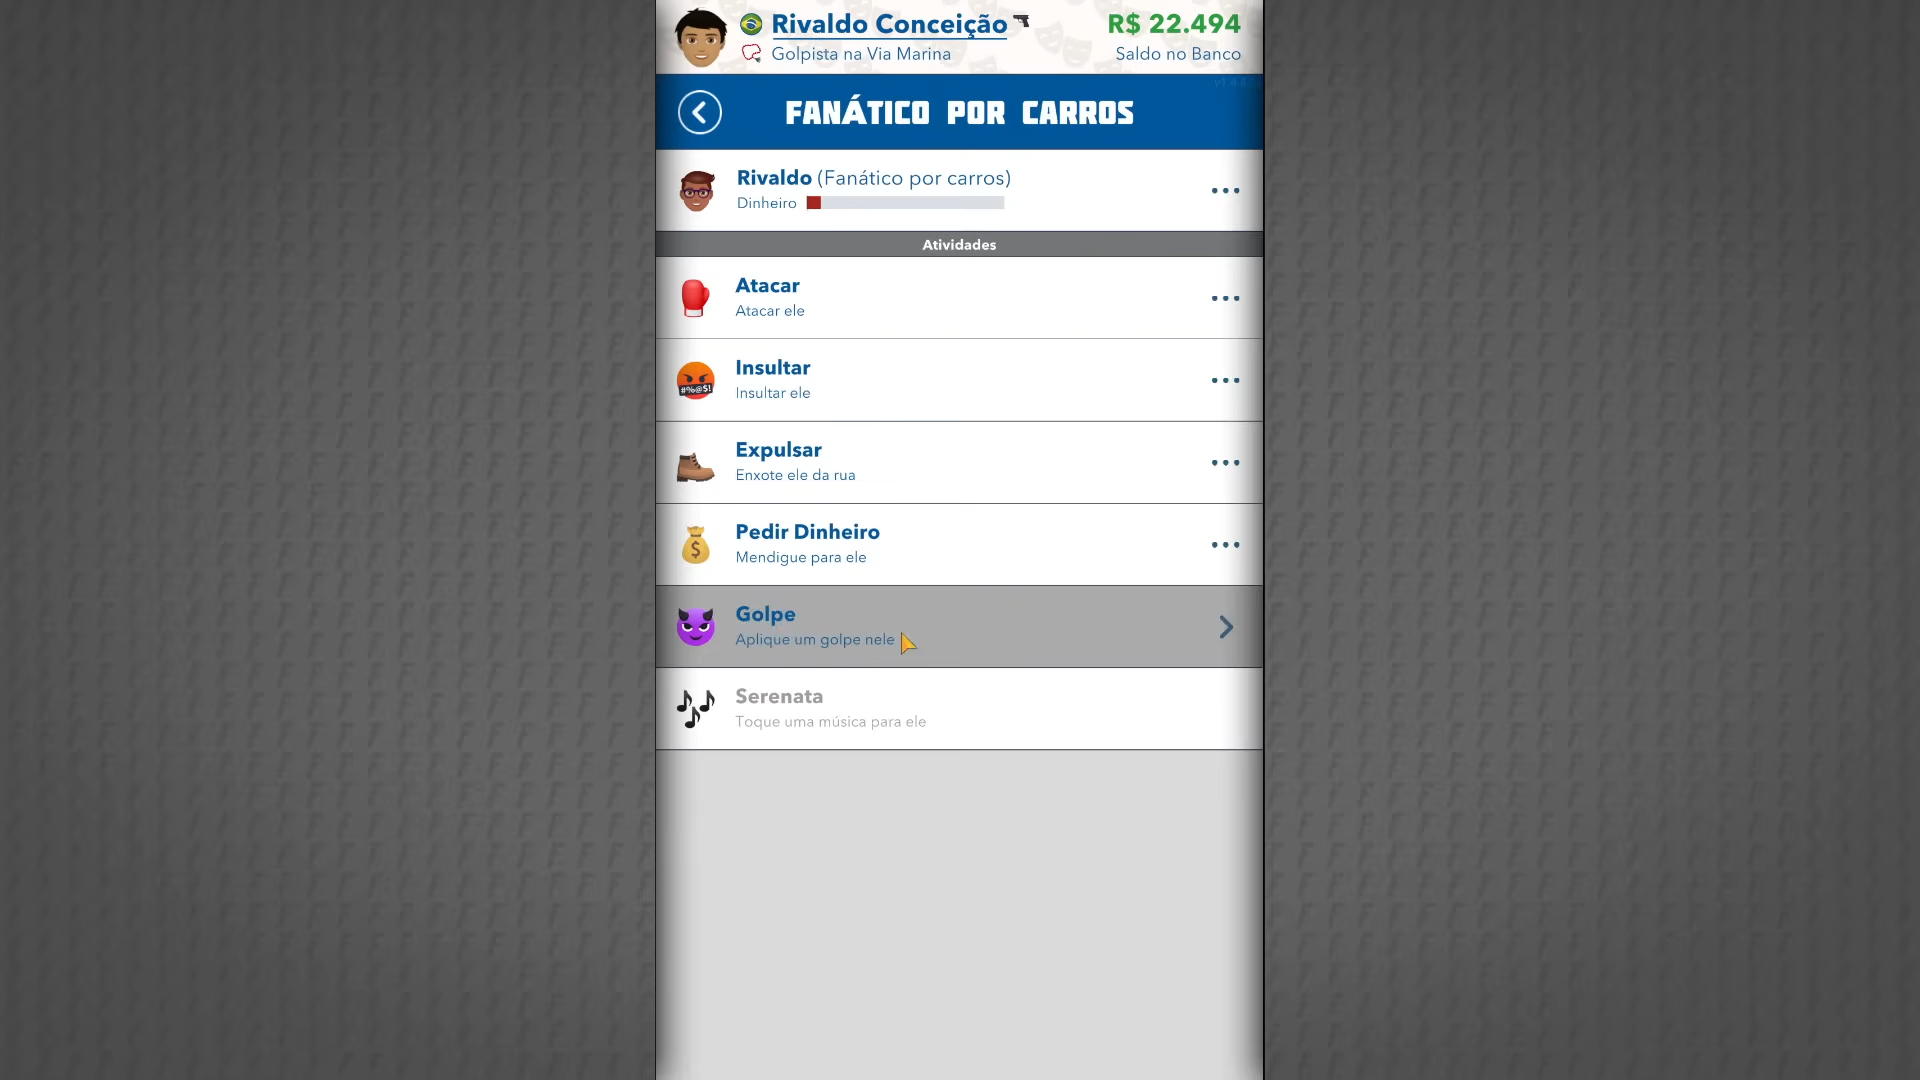 Rivaldo Conceição
R$ 22.494
Golpista na Via Marina
Saldo no Banco
FANÁTICO POR CARROS
Rivaldo (Fanático por carros)
Dinheiro
Atividades
Atacar
Atacar ele
Insultar
#%@$!
Insultar ele
Expulsar
Enxote ele da rua
Pedir Dinheiro
Mendigue para ele
Golpe
Aplique um golpe nele
Serenata
Toque uma música para ele